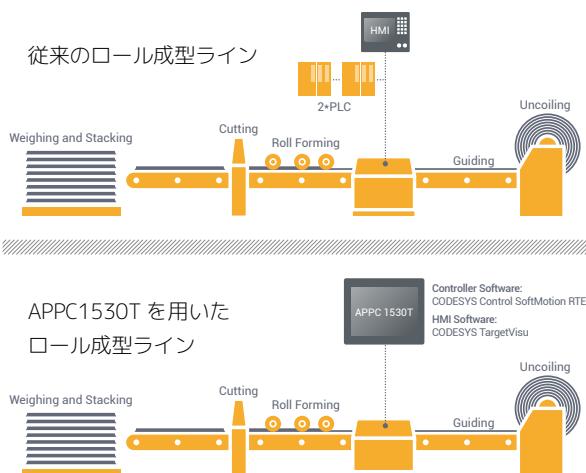 従来のロール成型ライン
HMI
2*PLC
Uncoiling
Cutting
Weighing and Stacking
Roll Forming
Guiding
APPC1530T を用いた
ロール成型ライン
APPC 1530T
Controller Software:
CODESYS Control SoftMotion RTE
HMI Software:
CODESYS TargetVisu
Uncoiling
Cutting
Weighing and Stacking
Roll Forming
Guiding